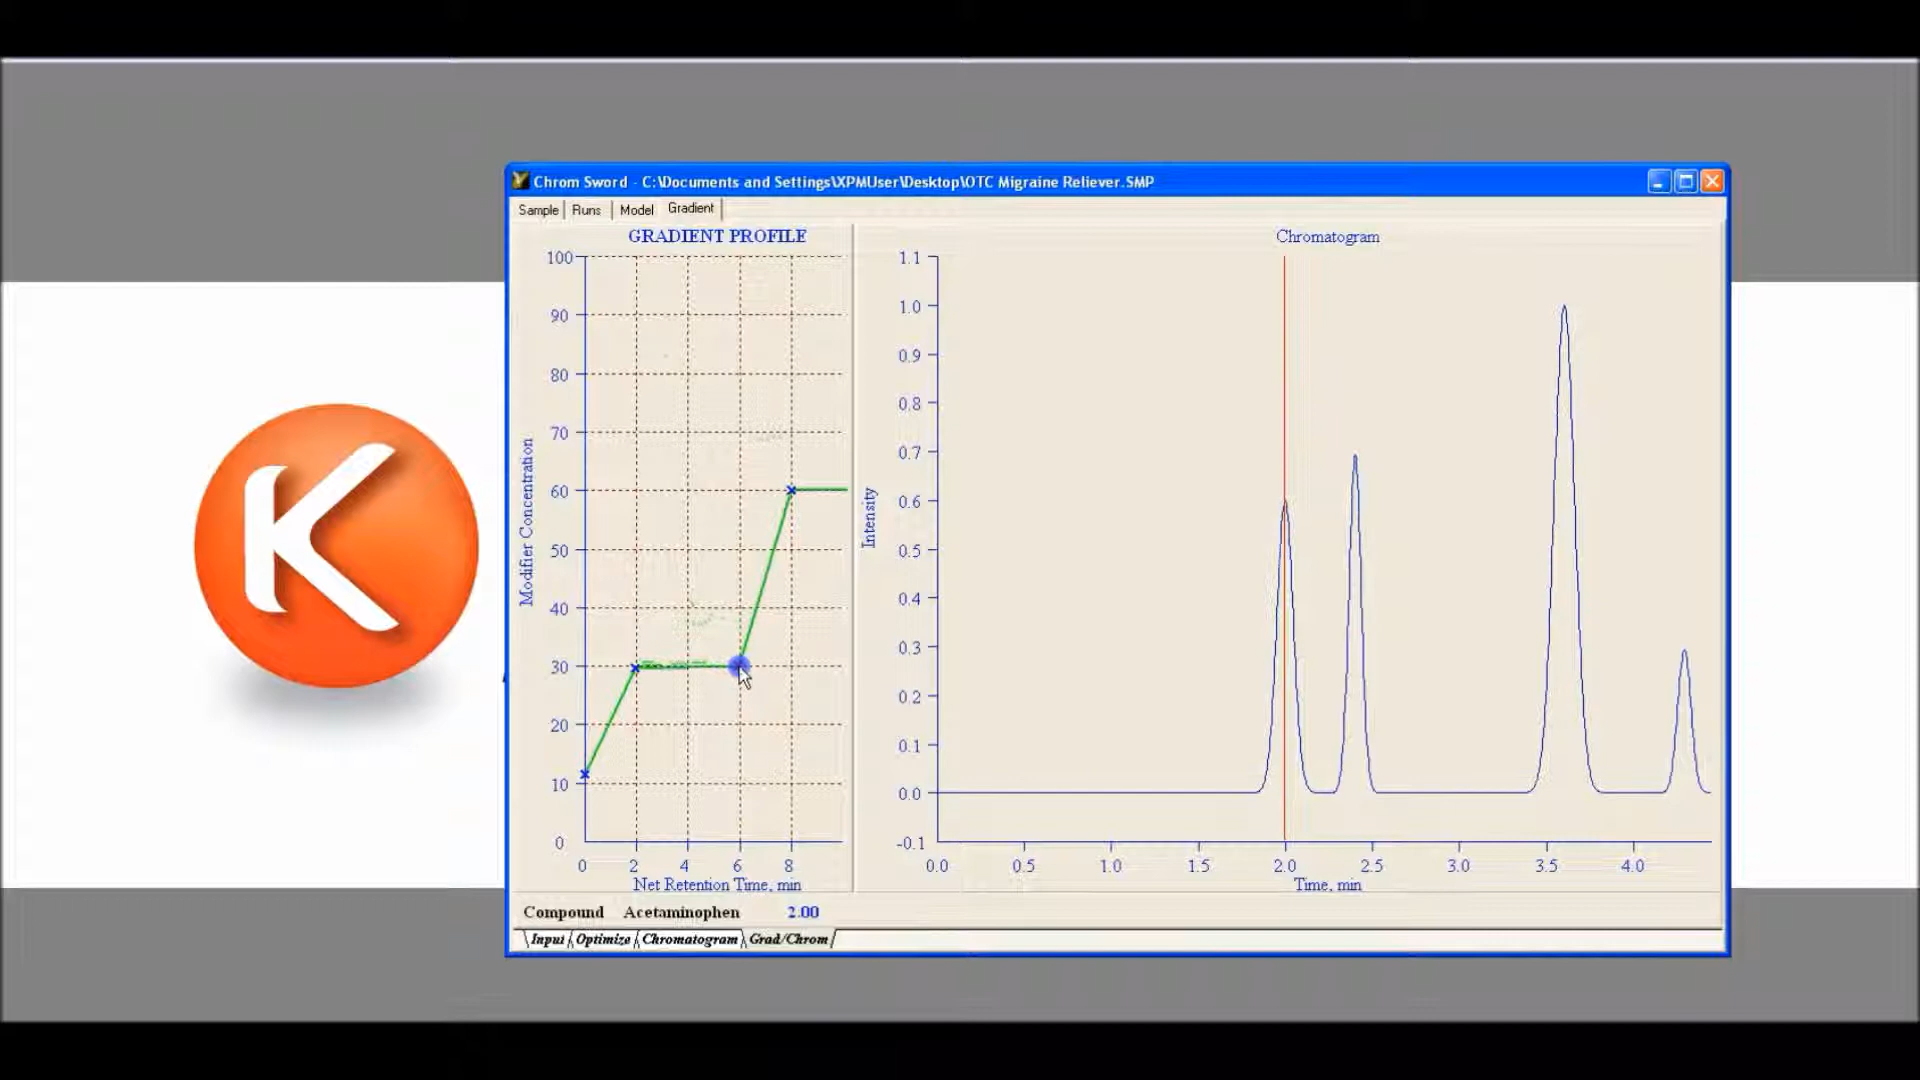 K
Chrom Sword - C:\Documents and Settings\XPMUser\Desktop\OTC Migraine Reliever.SMP
Sample Runs Model Gradient
GRADIENT PROFILE
100
90
80
70
60
50
40
30
20
10
0
Modifier Concentration
0 2 4 6 8
Net Retention Time, min
Chromatogram
1.1
1.0
0.9
0.8
0.7
0.6
0.5
0.4
0.3
0.2
0.1
0.0
-0.1
Intensity
0.0 0.5 1.0 1.5 2.0 2.5 3.0 3.5 4.0
Time, min
Compound Acetaminophen 2.00
Input Optimize Chromatogram Grad/Chrom